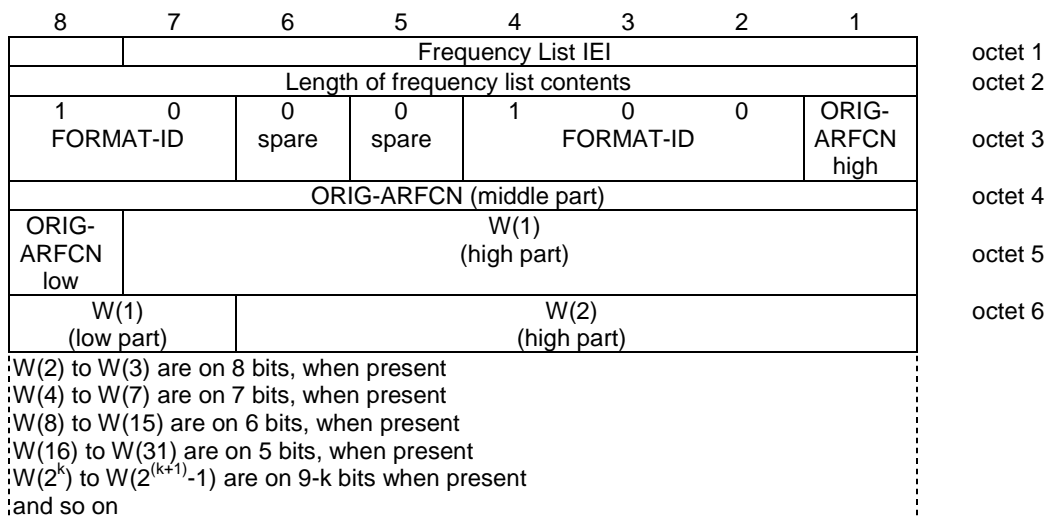 8 7 6 5 4 3 2 1
Frequency List IEI octet 1
Length of frequency list contents octet 2
1 0 0 0 1 0 0 ORIG-
FORMAT-ID spare spare FORMAT-ID ARFCN octet 3
high
ORIG-ARFCN (middle part) octet 4
ORIG- W(1)
ARFCN (high part) octet 5
low
W(1) W(2) octet 6
(low part) (high part)
W(2) to W(3) are on 8 bits, when present
W(4) to W(7) are on 7 bits, when present
W(8) to W(15) are on 6 bits, when present
W(16) to W(31) are on 5 bits, when present
W(2^k) to W(2^(k+1)-1) are on 9-k bits when present
and so on